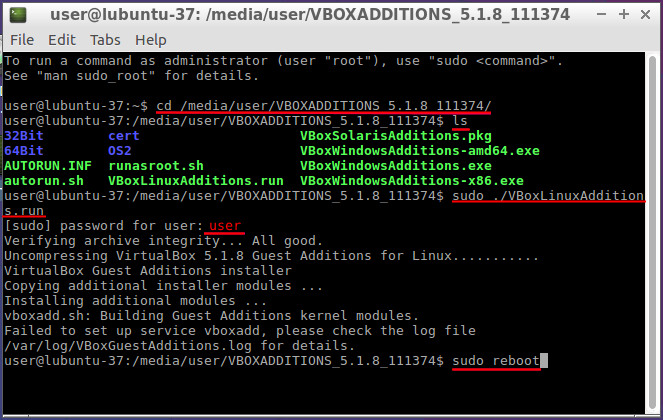 user@lubuntu-37: /media/user/VBOXADDITIONS_5.1.8_111374
File Edit Tabs Help
To run a command as administrator (user "root"), use "sudo <command>".
See "man sudo_root" for details.
user@lubuntu-37:~$ cd /media/user/VBOXADDITIONS_5.1.8_111374/
user@lubuntu-37:/media/user/VBOXADDITIONS_5.1.8_111374$ ls
32Bit cert VBoxSolarisAdditions.pkg
64Bit OS2 VBoxWindowsAdditions-amd64.exe
AUTORUN.INF runasroot.sh VBoxWindowsAdditions.exe
autorun.sh VBoxLinuxAdditions.run VBoxWindowsAdditions-x86.exe
user@lubuntu-37:/media/user/VBOXADDITIONS_5.1.8_111374$ sudo ./VBoxLinuxAddition
s.run
[sudo] password for user: user
Verifying archive integrity... All good.
Uncompressing VirtualBox 5.1.8 Guest Additions for Linux...........
VirtualBox Guest Additions installer
Copying additional installer modules ...
Installing additional modules ...
vboxadd.sh: Building Guest Additions kernel modules.
Failed to set up service vboxadd, please check the log file
/var/log/VBoxGuestAdditions.log for details.
user@lubuntu-37:/media/user/VBOXADDITIONS_5.1.8_111374$ sudo reboot